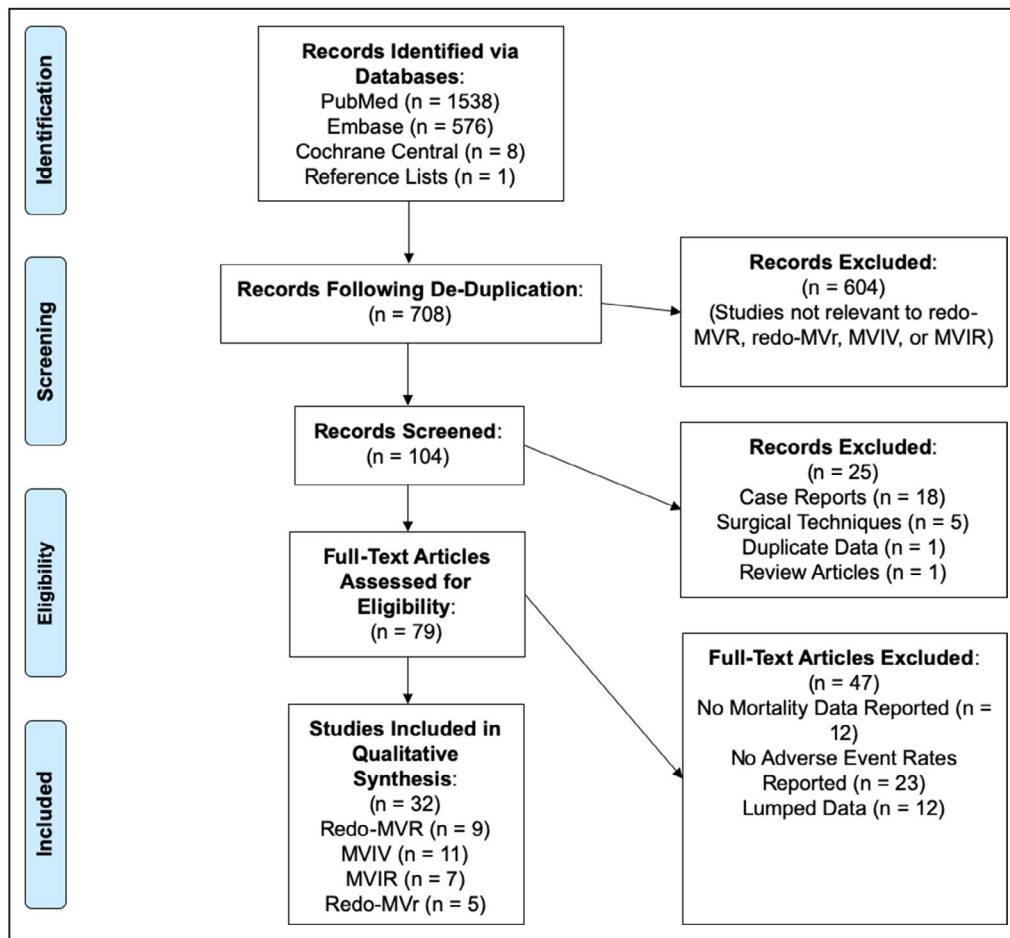 Identification
Records Identified via
Databases:
PubMed (n = 1538)
Embase (n = 576)
Cochrane Central (n = 8)
Reference Lists (n = 1)
Screening
Records Following De-Duplication:
(n = 708)
Records Excluded:
(n = 604)
(Studies not relevant to redo-
MVR, redo-MVr, MVIV, or MVIR)
Records Screened:
(n = 104)
Records Excluded:
(n = 25)
Case Reports (n = 18)
Surgical Techniques (n = 5)
Duplicate Data (n = 1)
Review Articles (n = 1)
Eligibility
Full-Text Articles
Assessed for
Eligibility:
(n = 79)
Full-Text Articles Excluded:
(n = 47)
No Mortality Data Reported (n =
12)
No Adverse Event Rates
Reported (n = 23)
Lumped Data (n = 12)
Included
Studies Included in
Qualitative
Synthesis:
(n = 32)
Redo-MVR (n = 9)
MVIV (n = 11)
MVIR (n = 7)
Redo-MVr (n = 5)